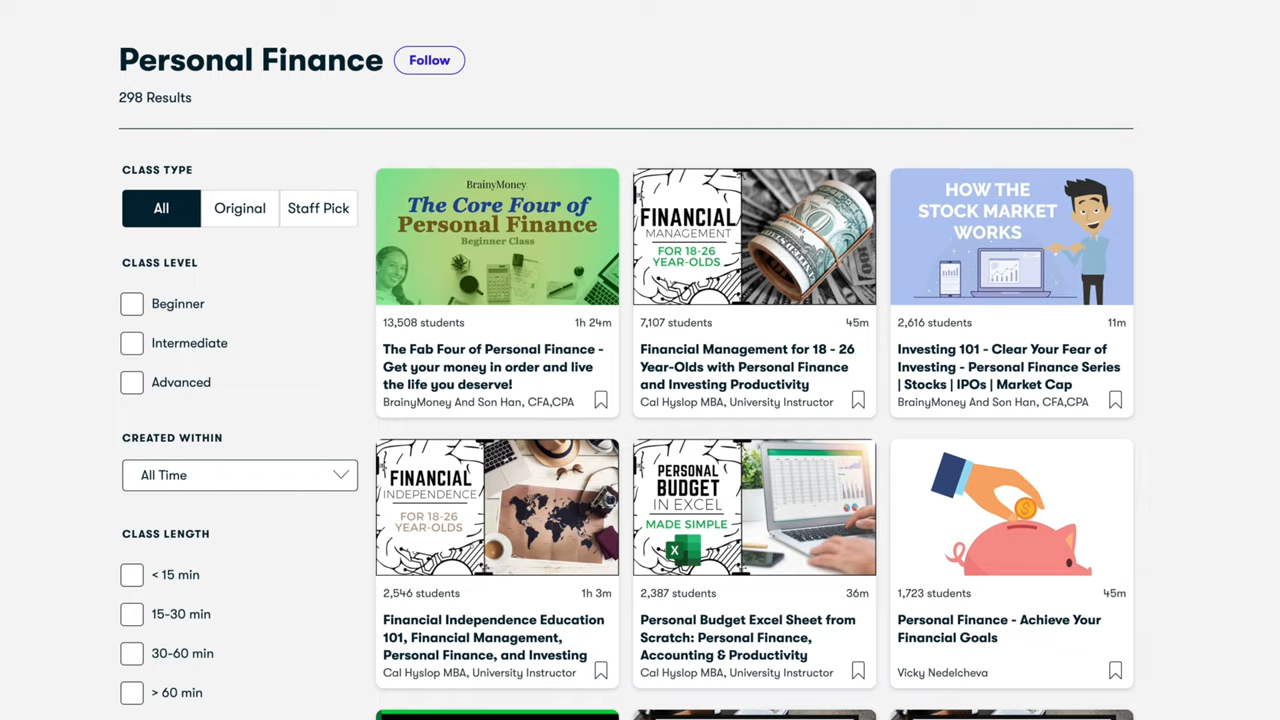 Personal Finance
Follow
298 Results
CLASS TYPE
All
Original
Staff Pick
CLASS LEVEL
Beginner
Intermediate
Advanced
CREATED WITHIN
All Time
CLASS LENGTH
< 15 min
15-30 min
30-60 min
> 60 min
BrainyMoney
The Core Four of
Personal Finance
Beginner Class
13,508 students
1h 24m
The Fab Four of Personal Finance -
Get your money in order and live
the life you deserve!
BrainyMoney And Son Han, CFA,CPA
FINANCIAL
MANAGEMENT
FOR 18-26
YEAR-OLDS
7,107 students
45m
Financial Management for 18 - 26
Year-Olds with Personal Finance
and Investing Productivity
Cal Hyslop MBA, University Instructor
HOW THE
STOCK MARKET
WORKS
2,616 students
11m
Investing 101 - Clear Your Fear of
Investing - Personal Finance Series
| Stocks | IPOs | Market Cap
BrainyMoney And Son Han, CFA,CPA
FINANCIAL
INDEPENDENCE
FOR 18-26
YEAR-OLDS
2,546 students
1h 3m
Financial Independence Education
101, Financial Management,
Personal Finance, and Investing
Cal Hyslop MBA, University Instructor
PERSONAL
BUDGET
IN EXCEL
MADE SIMPLE
X
2,387 students
36m
Personal Budget Excel Sheet from
Scratch: Personal Finance,
Accounting & Productivity
Cal Hyslop MBA, University Instructor
$
1,723 students
45m
Personal Finance - Achieve Your
Financial Goals
Vicky Nedelcheva